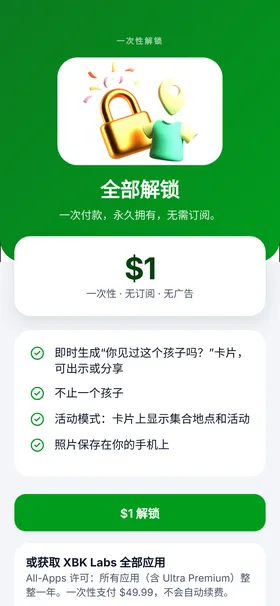 一次性解锁
全部解锁
一次付款，永久拥有，无需订阅。
$1
一次性 · 无订阅 · 无广告
即时生成“你见过这个孩子吗？”卡片，
可出示或分享
不止一个孩子
活动模式：卡片上显示集合地点和活动
照片保存在你的手机上
$1 解锁
或获取 XBK Labs 全部应用
All-Apps 许可：所有应用（含 Ultra Premium）整
整一年。一次性支付 $49.99，不会自动续费。